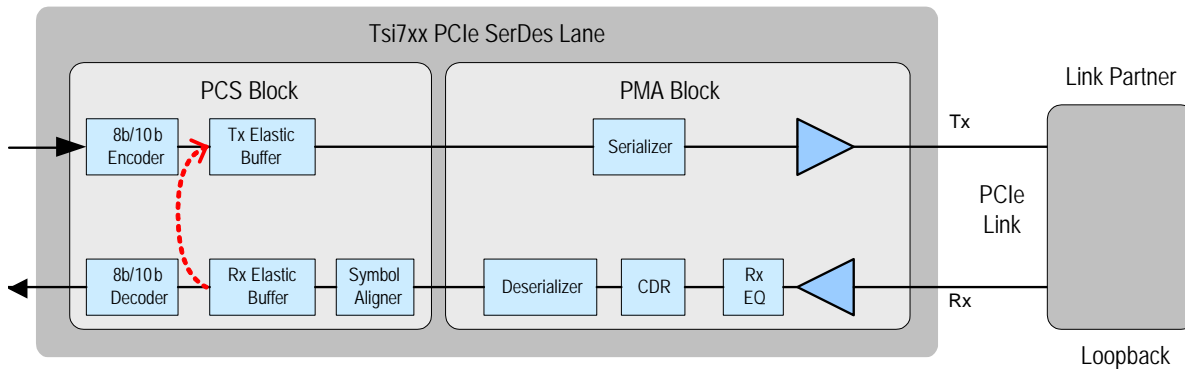 Tsi7xx PCIe SerDes Lane
PCS Block
PMA Block
Link Partner
8b/10b
Encoder
Tx Elastic
Buffer
Serializer
Tx
PCIe
Link
8b/10b
Decoder
Rx Elastic
Buffer
Symbol
Aligner
Deserializer
CDR
Rx
EQ
Rx
Loopback